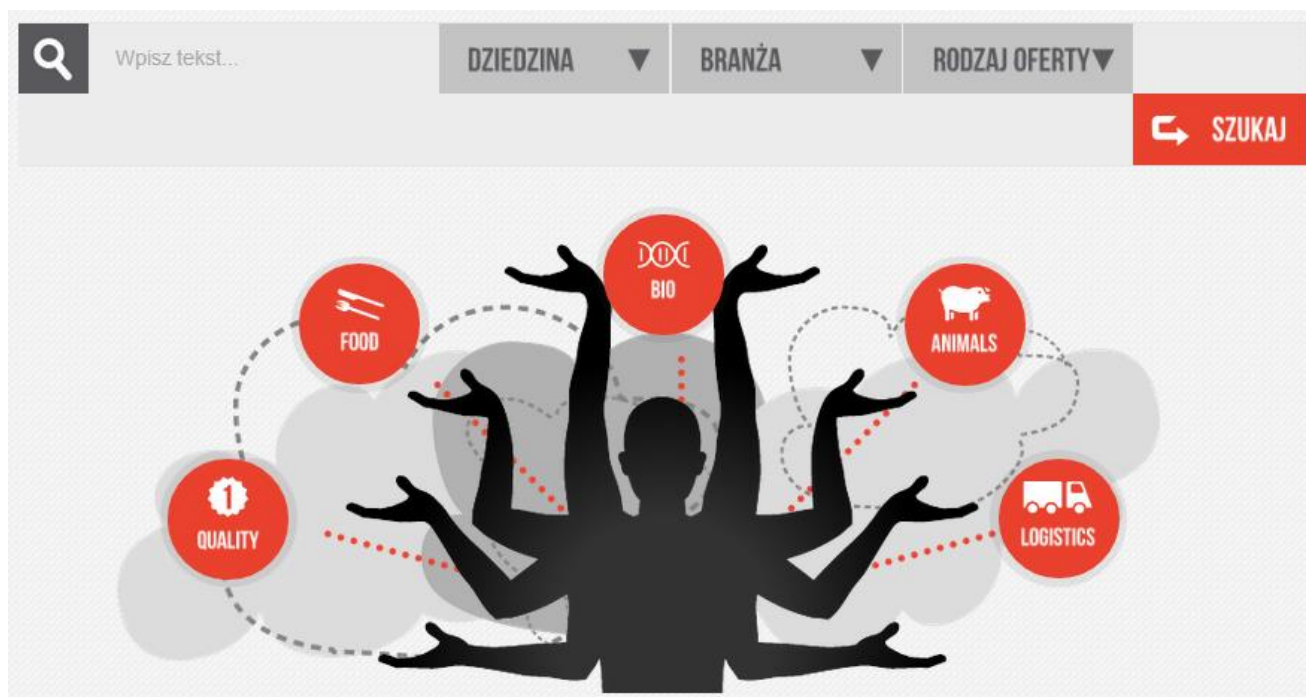 Wpisz tekst...
DZIEDZINA ▼
BRANŻA ▼
RODZAJ OFERTY▼
SZUKAJ
BIO
FOOD
ANIMALS
1
QUALITY
LOGISTICS